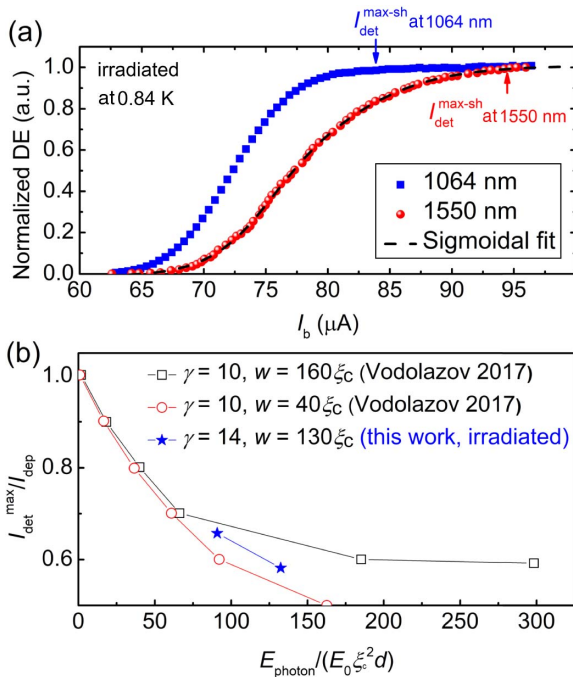 (a)
I_det^max-sh at 1064 nm
irradiated
at 0.84 K
I_det^max-sh at 1550 nm
1064 nm
1550 nm
Sigmoidal fit
Normalized DE (a.u.)
1.0
0.8
0.6
0.4
0.2
0.0
60 65 70 75 80 85 90 95
I_b (μA)
(b)
γ = 10, w = 160ξ_C (Vodolazov 2017)
γ = 10, w = 40ξ_C (Vodolazov 2017)
γ = 14, w = 130ξ_C (this work, irradiated)
I_det^max/I_dep
1.0
0.9
0.8
0.7
0.6
0 50 100 150 200 250 300
E_photon/(E_0ξ_c^2d)